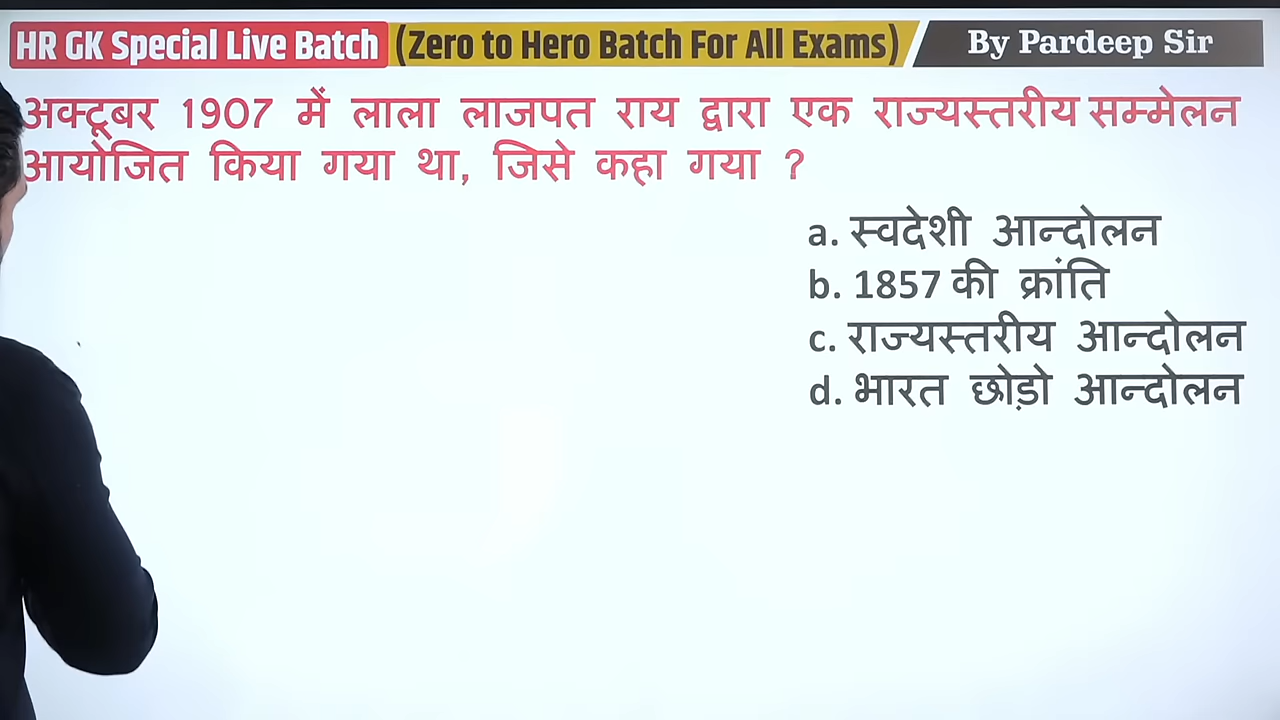 HR GK Special Live Batch (Zero to Hero Batch For All Exams) By Pardeep Sir
अक्टूबर 1907 में लाला लाजपत राय द्वारा एक राज्यस्तरीय सम्मेलन
आयोजित किया गया था, जिसे कहा गया ?
a. स्वदेशी आन्दोलन
b. 1857 की क्रांति
c. राज्यस्तरीय आन्दोलन
d. भारत छोड़ो आन्दोलन